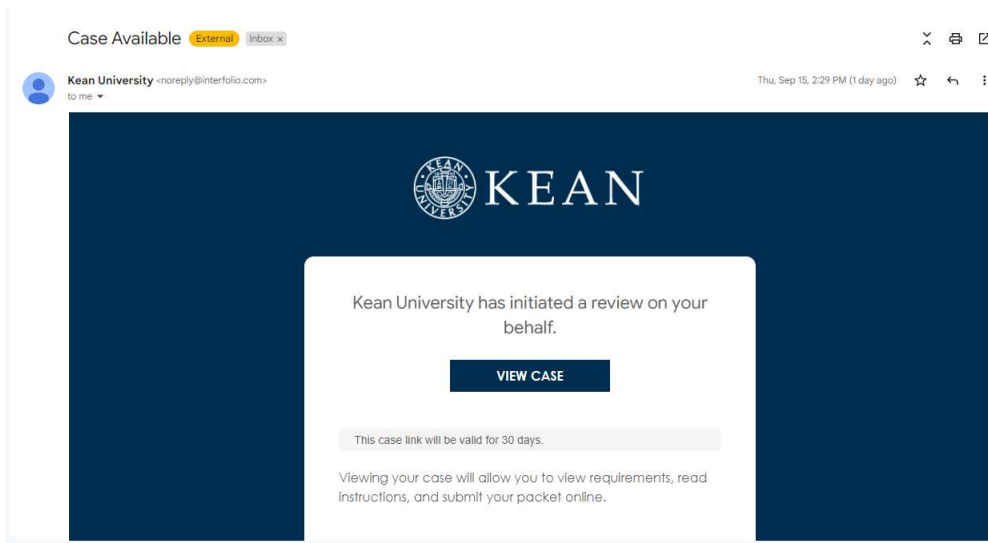 Case Available External Inbox ×
Kean University <noreply@interfolio.com> Thu, Sep 15, 2:29 PM (1 day ago)
to me
KEAN UNIVERSITY
KEAN
Kean University has initiated a review on your
behalf.
VIEW CASE
This case link will be valid for 30 days.
Viewing your case will allow you to view requirements, read
instructions, and submit your packet online.